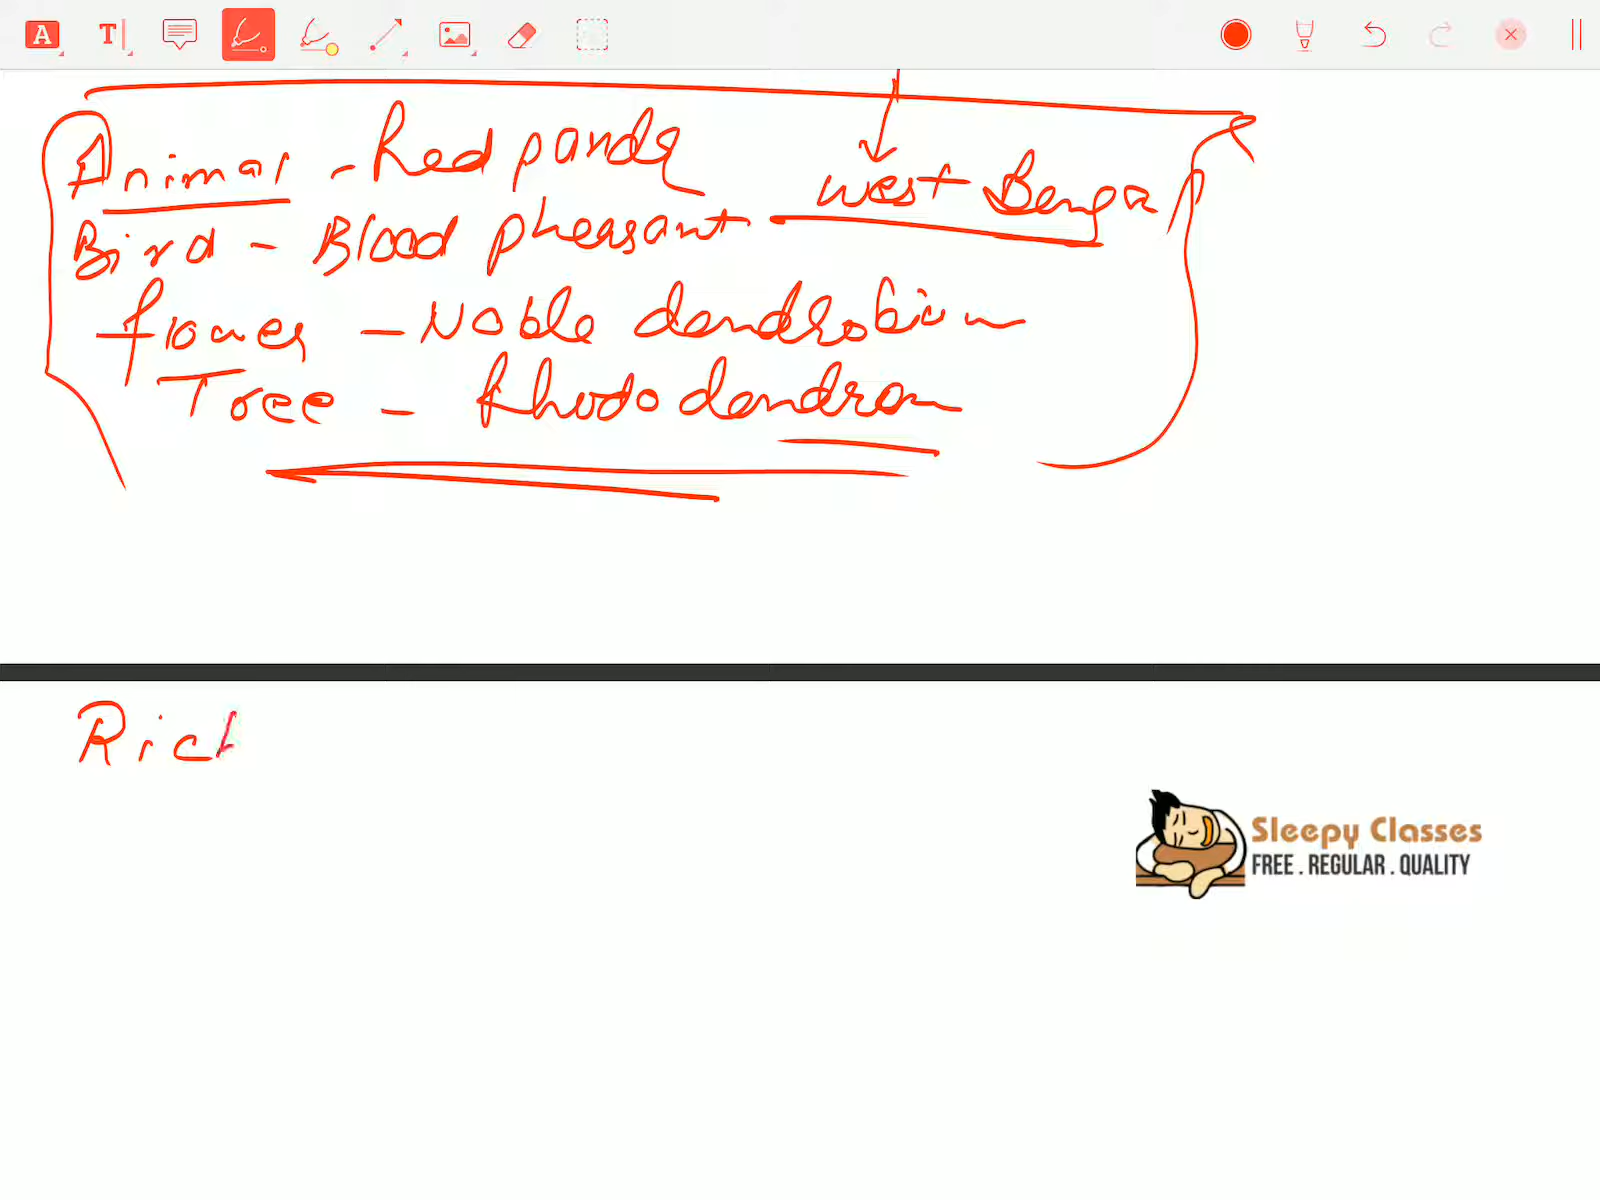 A T
Animal - Red panda
West Bengal
Bird - Blood pheasant
flower - Noble dendrobium
Tree - Rhododendron
Rich
Sleepy Classes
FREE . REGULAR . QUALITY